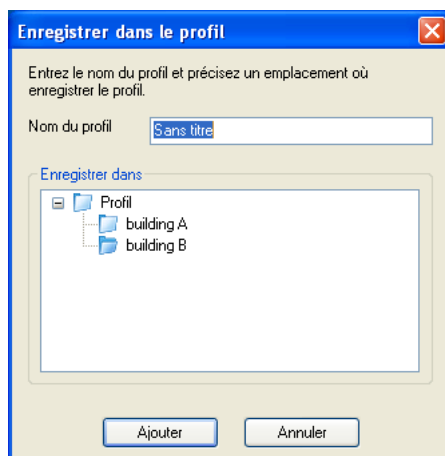 Enregistrer dans le profil
Entrez le nom du profil et précisez un emplacement où
enregistrer le profil.
Nom du profil Sans titre
Enregistrer dans
Profil
building A
building B
Ajouter Annuler